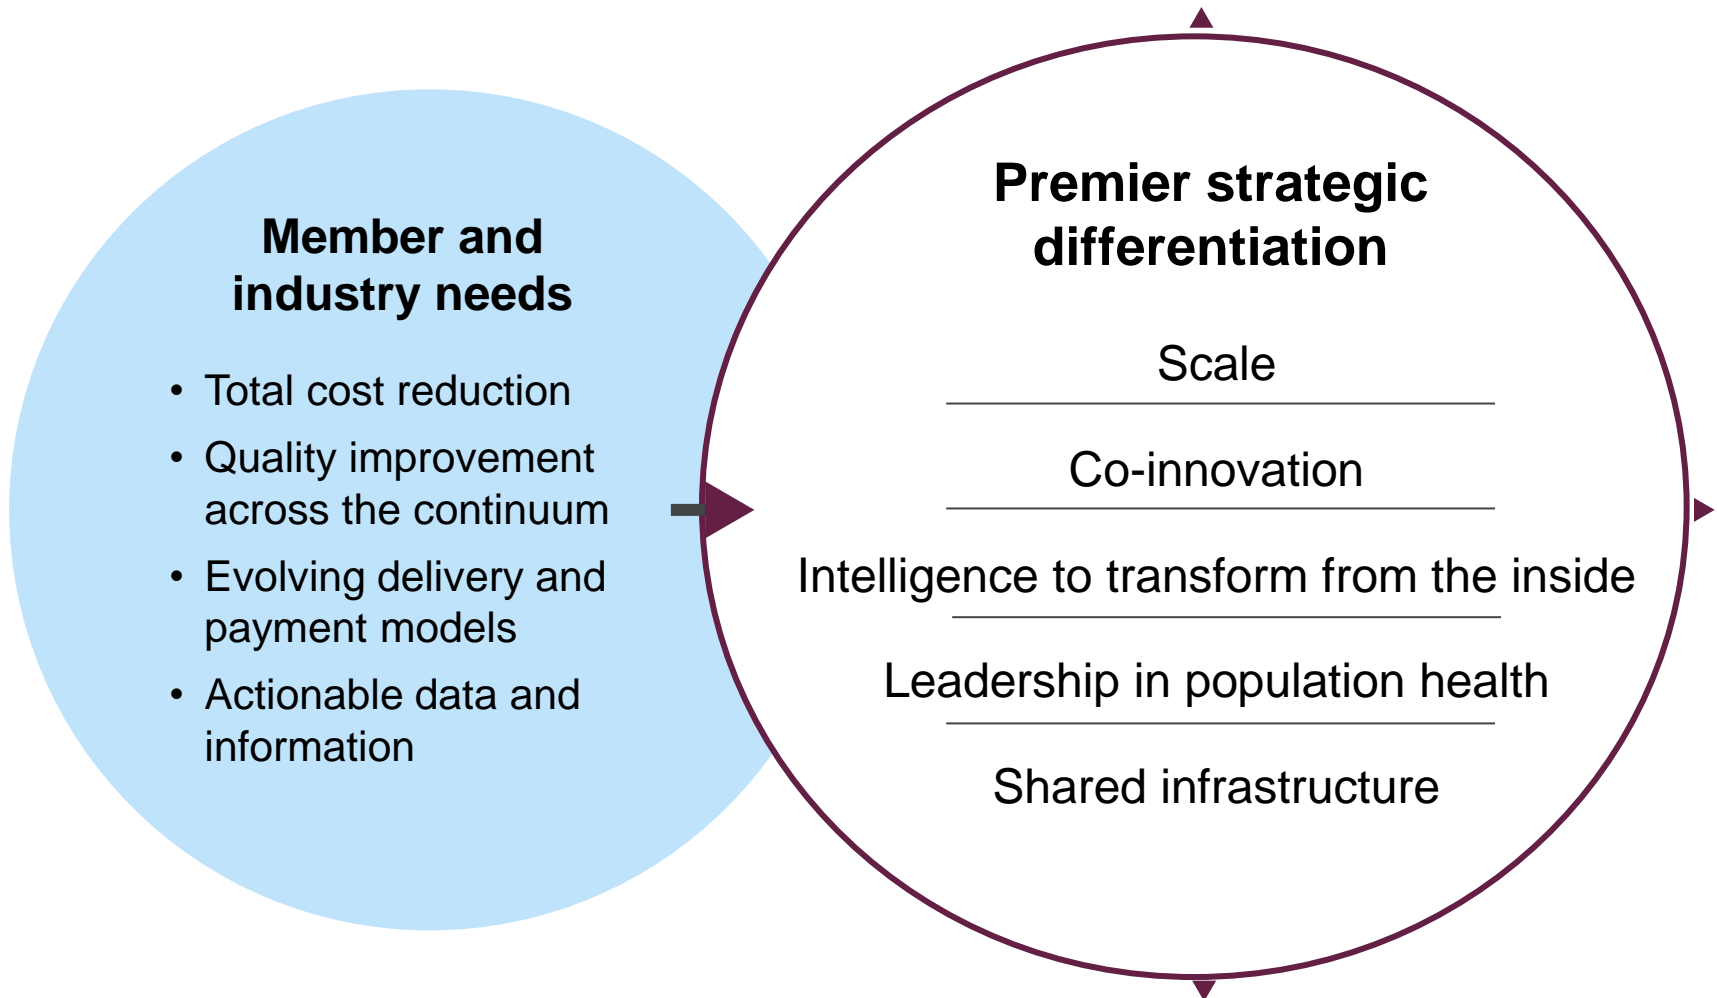 Member and
industry needs
• Total cost reduction
• Quality improvement
across the continuum
• Evolving delivery and
payment models
• Actionable data and
information
Premier strategic
differentiation
Scale
Co-innovation
Intelligence to transform from the inside
Leadership in population health
Shared infrastructure